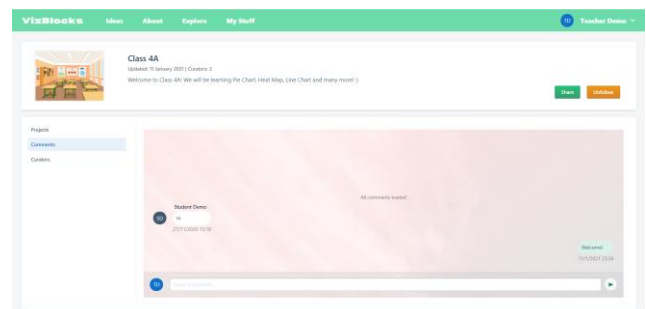 VizBlocks Ideas About Explore My Stuff TD Teacher Demo
Class 4A
Updated: 11 January 2021 | Curators: 2
Welcome to Class 4A! We will be learning Pie Chart, Heat Map, Line Chart and many more! :)
Share Unfollow
Projects
Comments
Curators
All comments loaded
Student Demo
SD Hi
Welcome!
TD